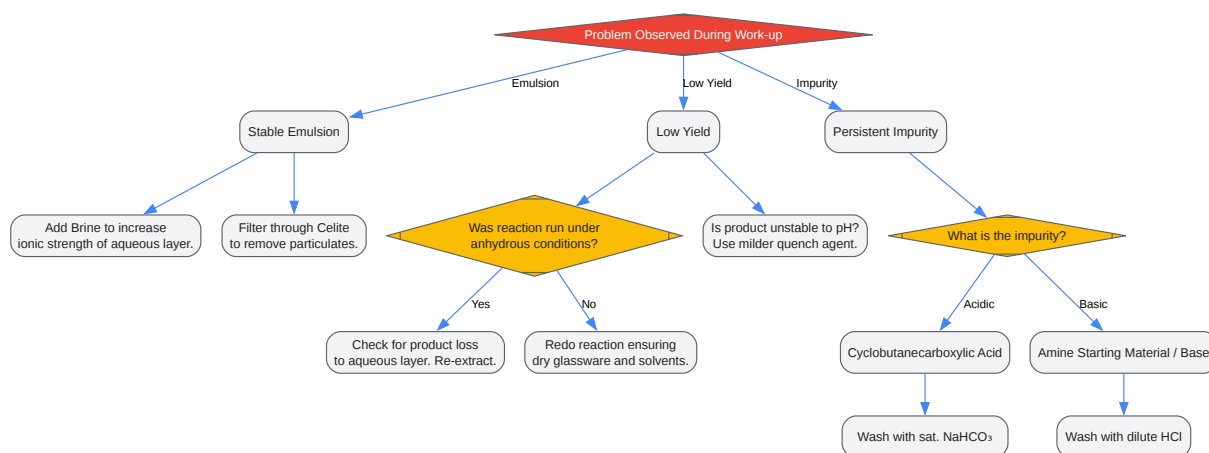 Problem Observed During Work-up
Emulsion
Low Yield
Impurity
Stable Emulsion
Low Yield
Persistent Impurity
Add Brine to increase
ionic strength of aqueous layer.
Filter through Celite
to remove particulates.
Was reaction run under
anhydrous conditions?
Is product unstable to pH?
Use milder quench agent.
What is the impurity?
Yes
No
Acidic
Basic
Check for product loss
to aqueous layer. Re-extract.
Redo reaction ensuring
dry glassware and solvents.
Cyclobutanecarboxylic Acid
Amine Starting Material / Base
Wash with sat. NaHCO₃
Wash with dilute HCl